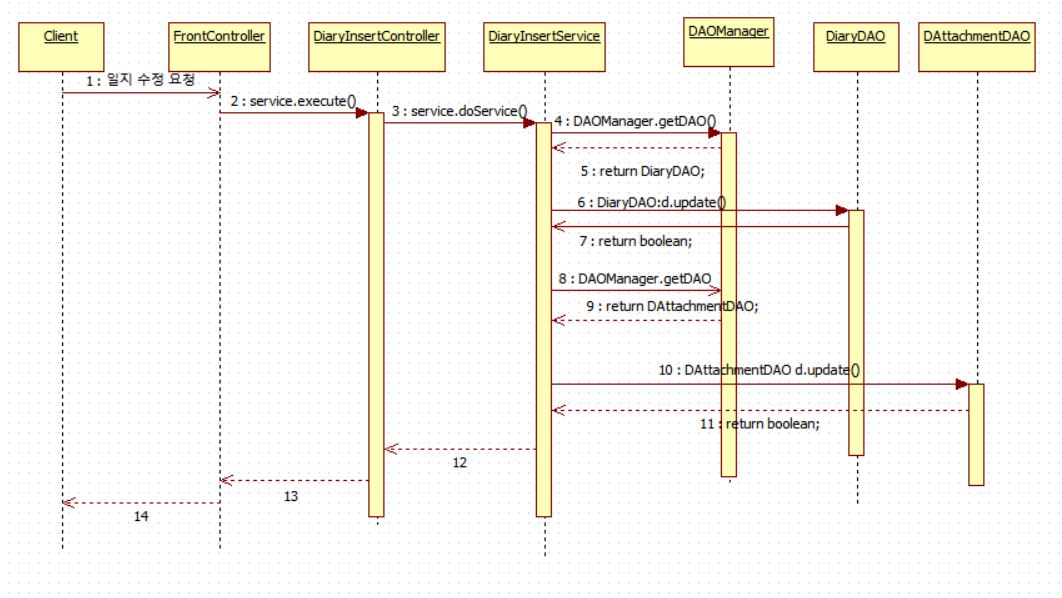 Client
FrontController
DiaryInsertController
DiaryInsertService
DAOManager
DiaryDAO
DAttachmentDAO
1 : 일지 수정 요청
2 : service.execute()
3 : service.doService()
4 : DAOManager.getDAO()
5 : return DiaryDAO;
6 : DiaryDAO:d.update()
7 : return boolean;
8 : DAOManager.getDAO
9 : return DAttachmentDAO;
10 : DAttachmentDAO d.update()
11 : return boolean;
12
13
14